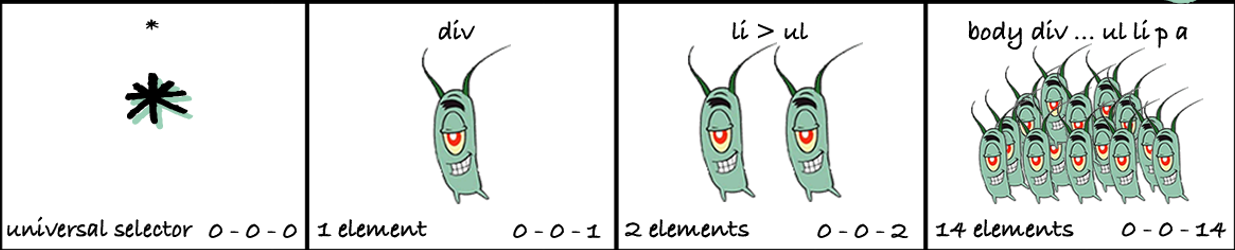 *
universal selector 0 - 0 - 0
div
1 element 0 - 0 - 1
li > ul
2 elements 0 - 0 - 2
body div ... ul li p a
14 elements 0 - 0 - 14